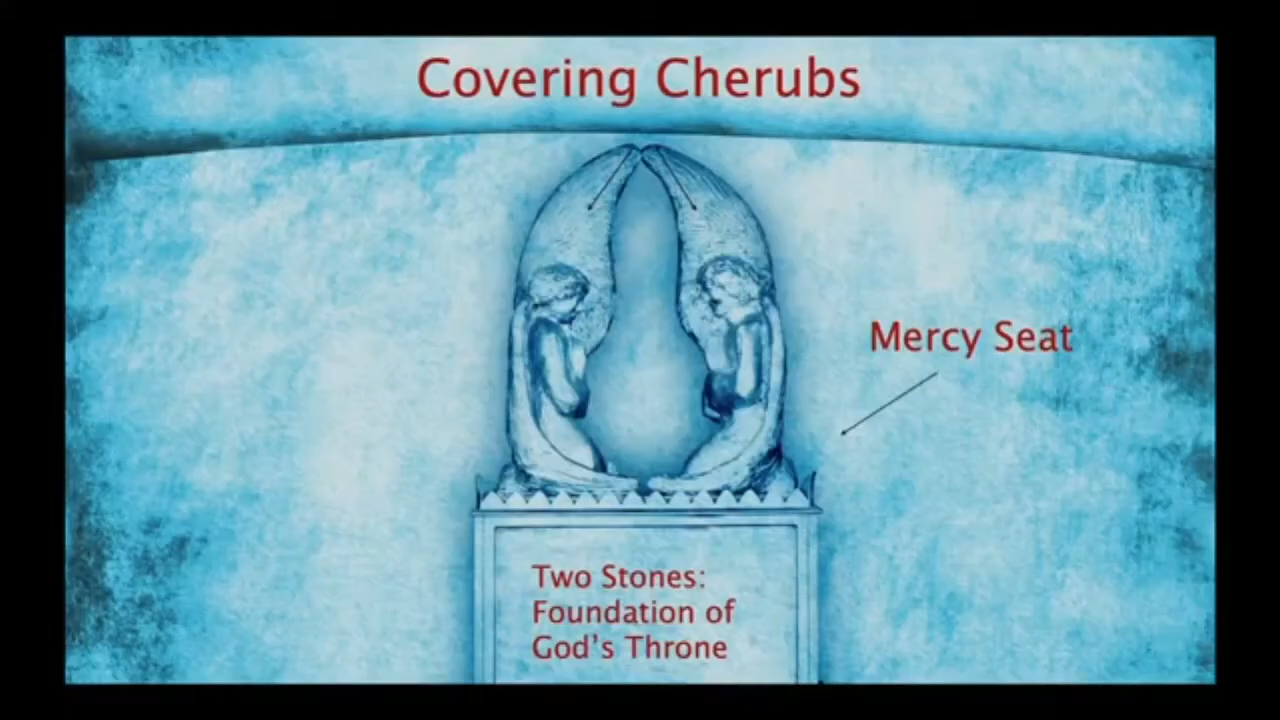 Covering Cherubs
Mercy Seat
Two Stones:
Foundation of
God's Throne